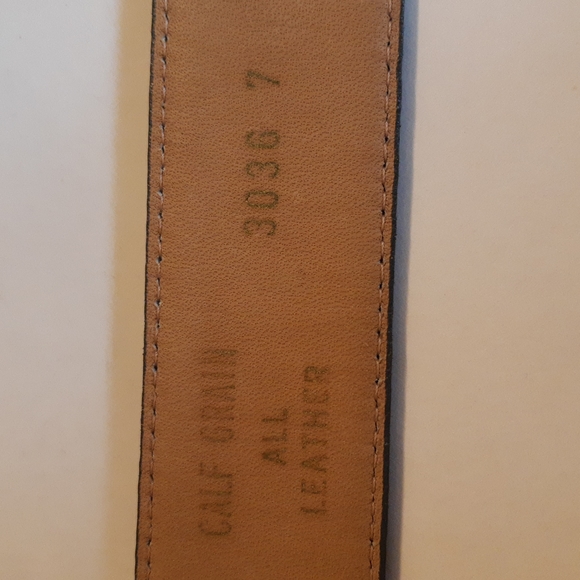 CALF GRAIN
ALL
LEATHER
3036 7